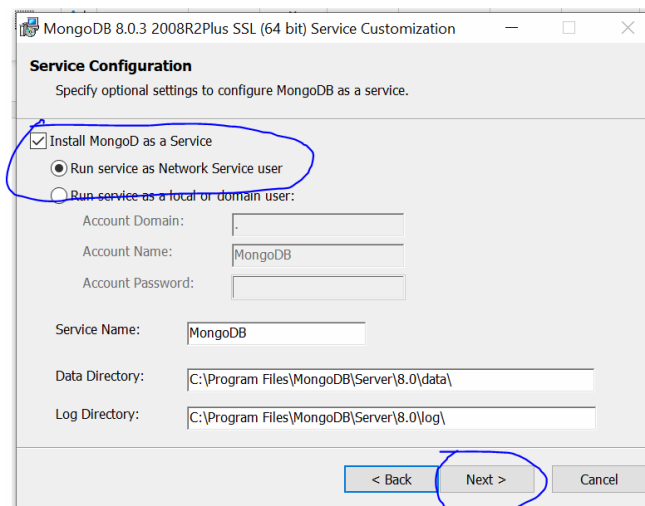 MongoDB 8.0.3 2008R2Plus SSL (64 bit) Service Customization
Service Configuration
Specify optional settings to configure MongoDB as a service.
Install MongoD as a Service
Run service as Network Service user
Run service as a local or domain user:
Account Domain: .
Account Name: MongoDB
Account Password:
Service Name: MongoDB
Data Directory: C:\Program Files\MongoDB\Server\8.0\data\
Log Directory: C:\Program Files\MongoDB\Server\8.0\log\
< Back Next > Cancel